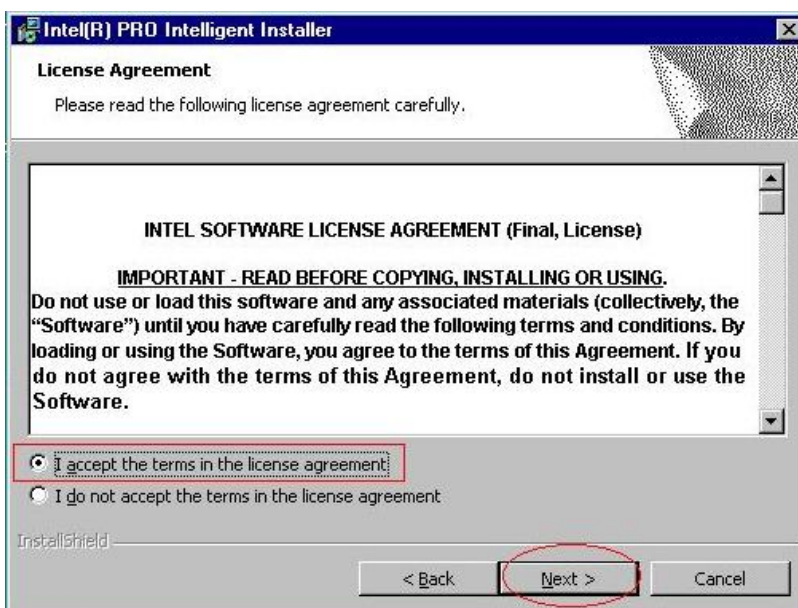 Intel(R) PRO Intelligent Installer
License Agreement
Please read the following license agreement carefully.
INTEL SOFTWARE LICENSE AGREEMENT (Final, License)
IMPORTANT - READ BEFORE COPYING, INSTALLING OR USING.
Do not use or load this software and any associated materials (collectively, the
“Software”) until you have carefully read the following terms and conditions. By
loading or using the Software, you agree to the terms of this Agreement. If you
do not agree with the terms of this Agreement, do not install or use the
Software.
I accept the terms in the license agreement
I do not accept the terms in the license agreement
InstallShield
< Back
Next >
Cancel